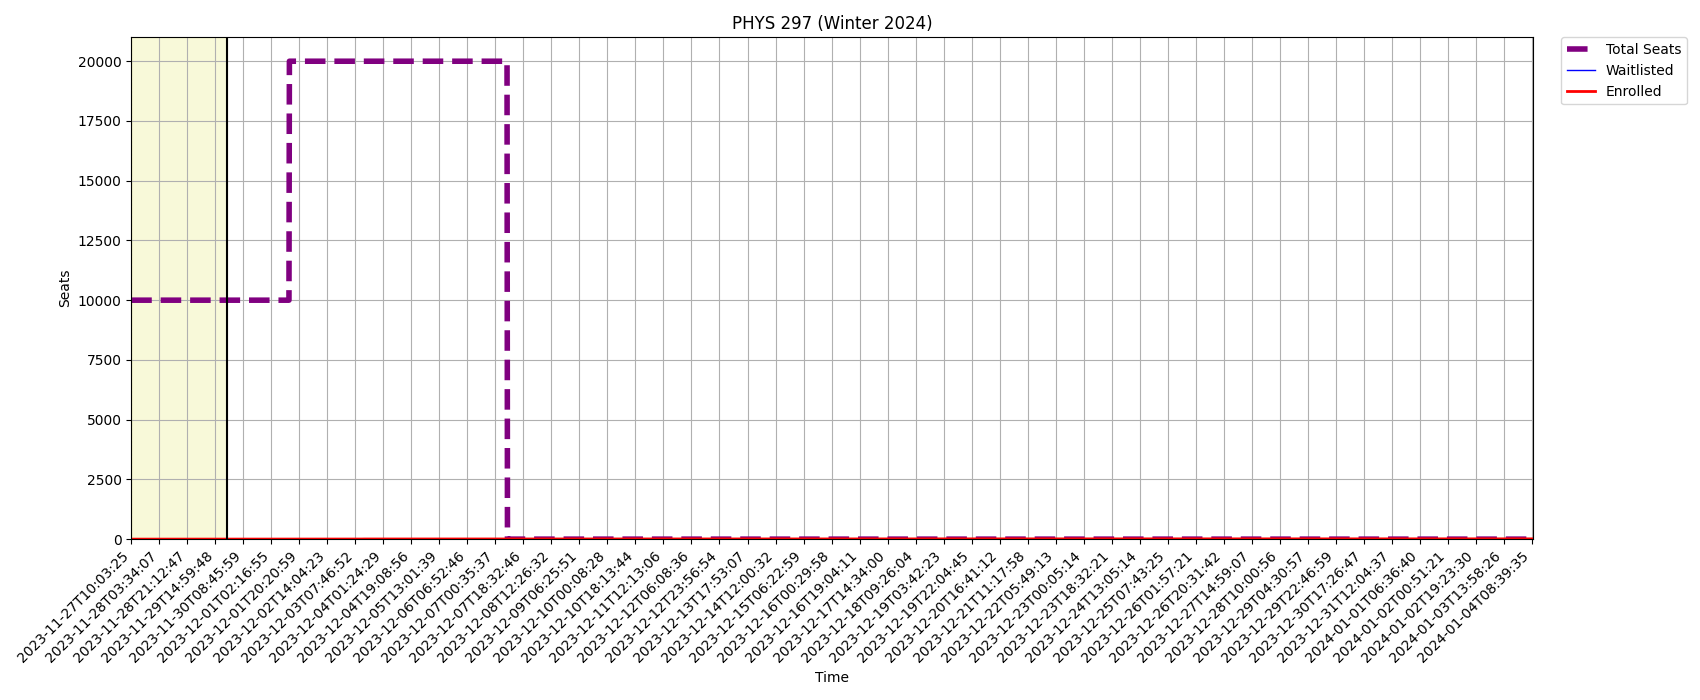 PHYS 297 (Winter 2024)
Total Seats
Waitlisted
Enrolled
Seats
20000
17500
15000
12500
10000
7500
5000
2500
0
2023-11-27T10:03:25
2023-11-28T03:34:07
2023-11-28T21:12:47
2023-11-29T14:59:48
2023-11-30T08:45:59
2023-12-01T02:16:55
2023-12-01T20:20:59
2023-12-02T14:04:23
2023-12-03T07:46:52
2023-12-04T01:24:29
2023-12-04T19:08:56
2023-12-05T13:01:39
2023-12-06T06:52:46
2023-12-07T00:35:37
2023-12-07T18:32:46
2023-12-08T12:26:32
2023-12-09T06:25:51
2023-12-10T00:08:28
2023-12-10T18:13:44
2023-12-11T12:13:06
2023-12-12T06:08:36
2023-12-12T23:56:54
2023-12-13T17:53:07
2023-12-14T12:00:32
2023-12-15T06:22:59
2023-12-16T00:29:58
2023-12-16T19:04:11
2023-12-17T14:34:00
2023-12-18T09:26:04
2023-12-19T03:42:23
2023-12-19T22:04:45
2023-12-20T16:41:12
2023-12-21T11:17:58
2023-12-22T05:49:13
2023-12-23T00:05:14
2023-12-23T18:32:21
2023-12-24T13:05:14
2023-12-25T07:43:25
2023-12-26T01:57:21
2023-12-26T20:31:42
2023-12-27T14:59:07
2023-12-28T10:00:56
2023-12-29T04:30:57
2023-12-29T22:46:59
2023-12-30T17:26:47
2023-12-31T12:04:37
2024-01-01T06:36:40
2024-01-02T00:51:21
2024-01-02T19:23:30
2024-01-03T13:58:26
2024-01-04T08:39:35
Time